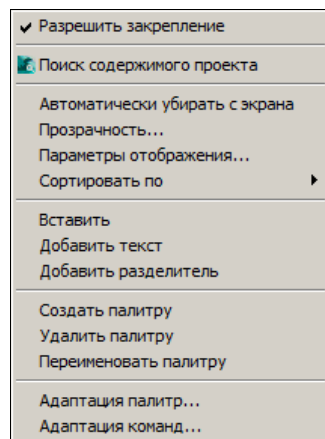 Разрешить закрепление
Поиск содержимого проекта
Автоматически убирать с экрана
Прозрачность...
Параметры отображения...
Сортировать по
Вставить
Добавить текст
Добавить разделитель
Создать палитру
Удалить палитру
Переименовать палитру
Адаптация палитр...
Адаптация команд...